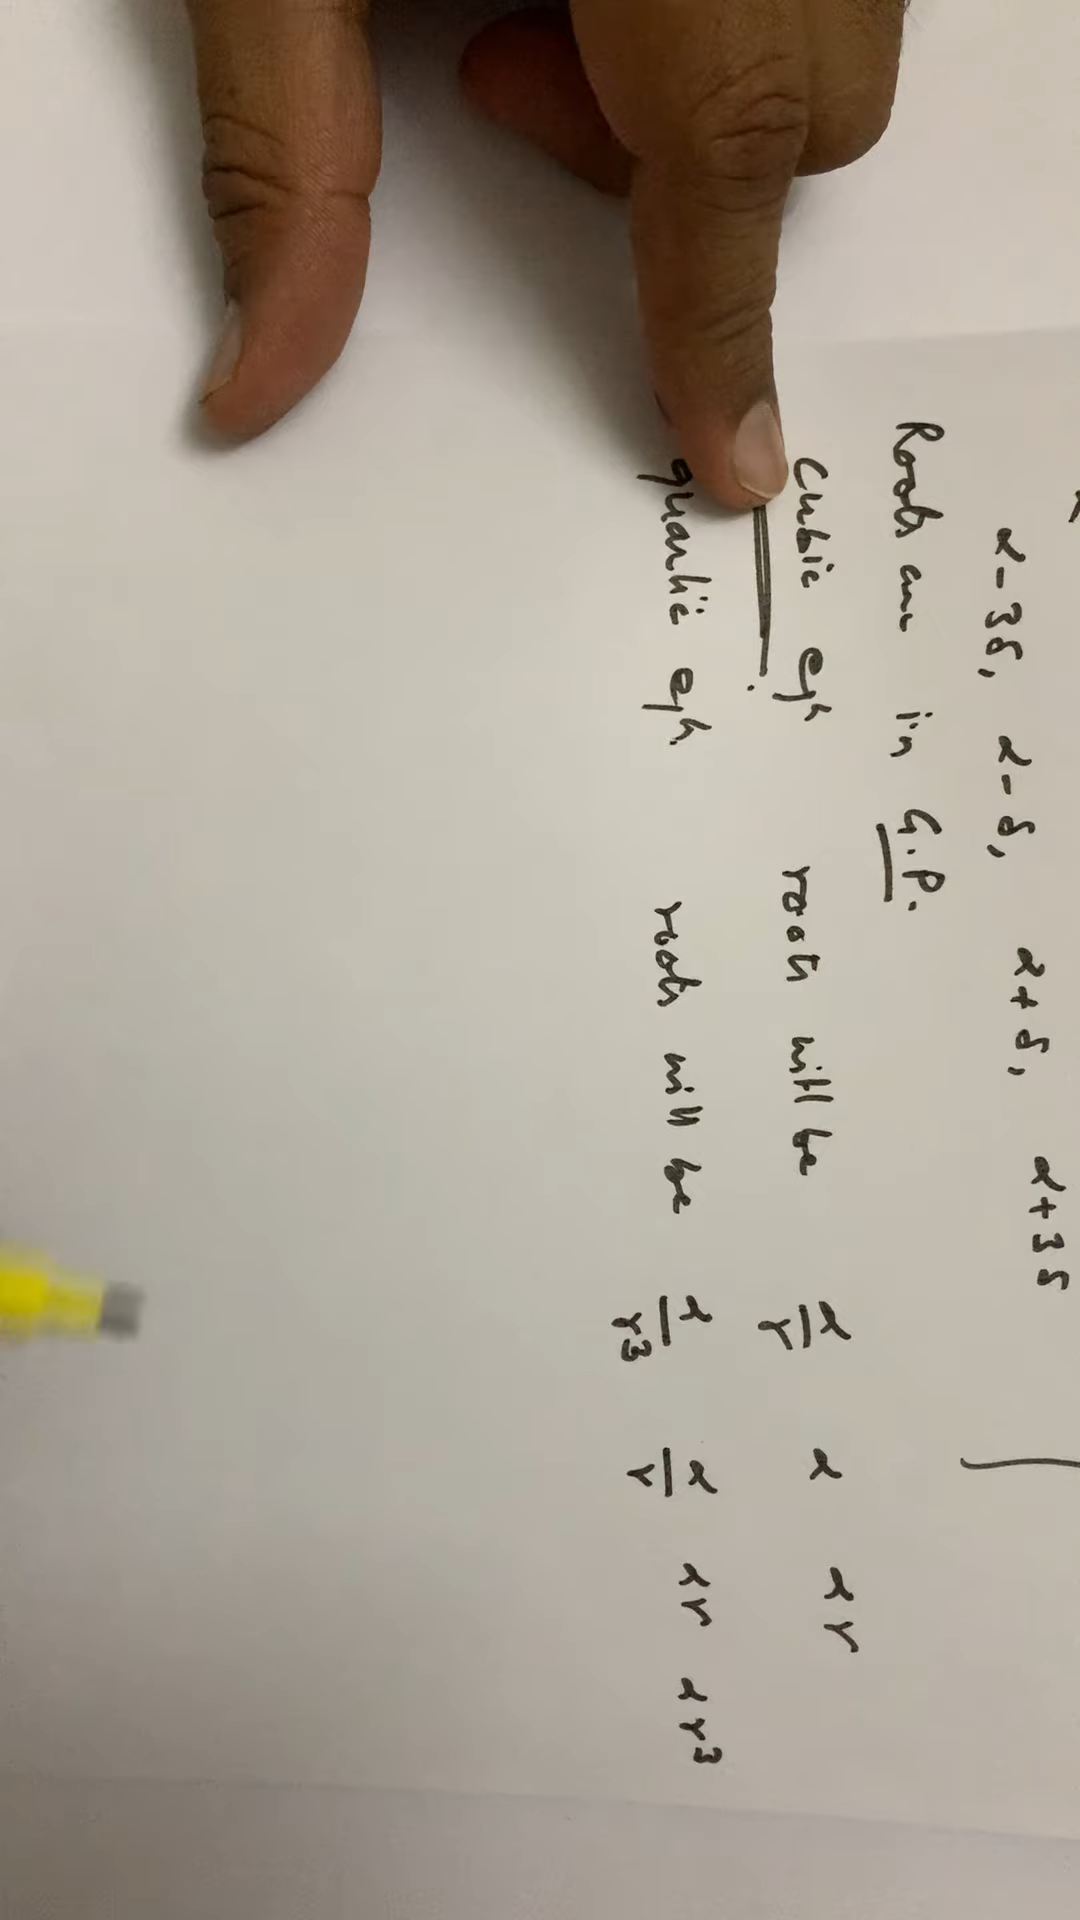 α-3δ, α-δ, α+δ, α+3δ
Roots are in G.P.
Cubic eqn roots will be α/r α αr
quartic eqn. roots will be α/r³ α/r αr αr³